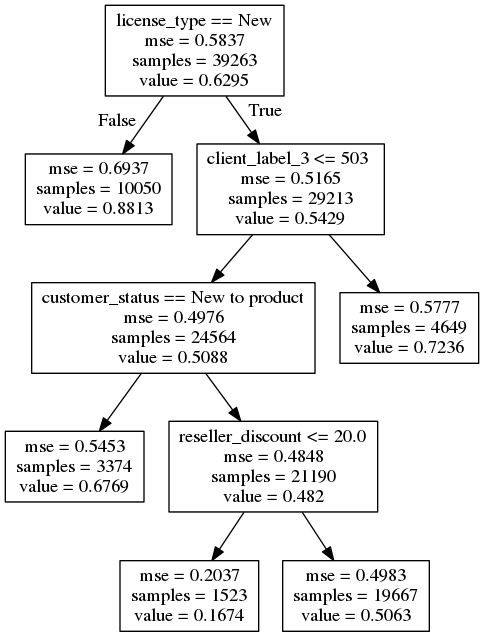 license_type == New
mse = 0.5837
samples = 39263
value = 0.6295
False
True
mse = 0.6937
samples = 10050
value = 0.8813
client_label_3 <= 503
mse = 0.5165
samples = 29213
value = 0.5429
customer_status == New to product
mse = 0.4976
samples = 24564
value = 0.5088
mse = 0.5777
samples = 4649
value = 0.7236
mse = 0.5453
samples = 3374
value = 0.6769
reseller_discount <= 20.0
mse = 0.4848
samples = 21190
value = 0.482
mse = 0.2037
samples = 1523
value = 0.1674
mse = 0.4983
samples = 19667
value = 0.5063